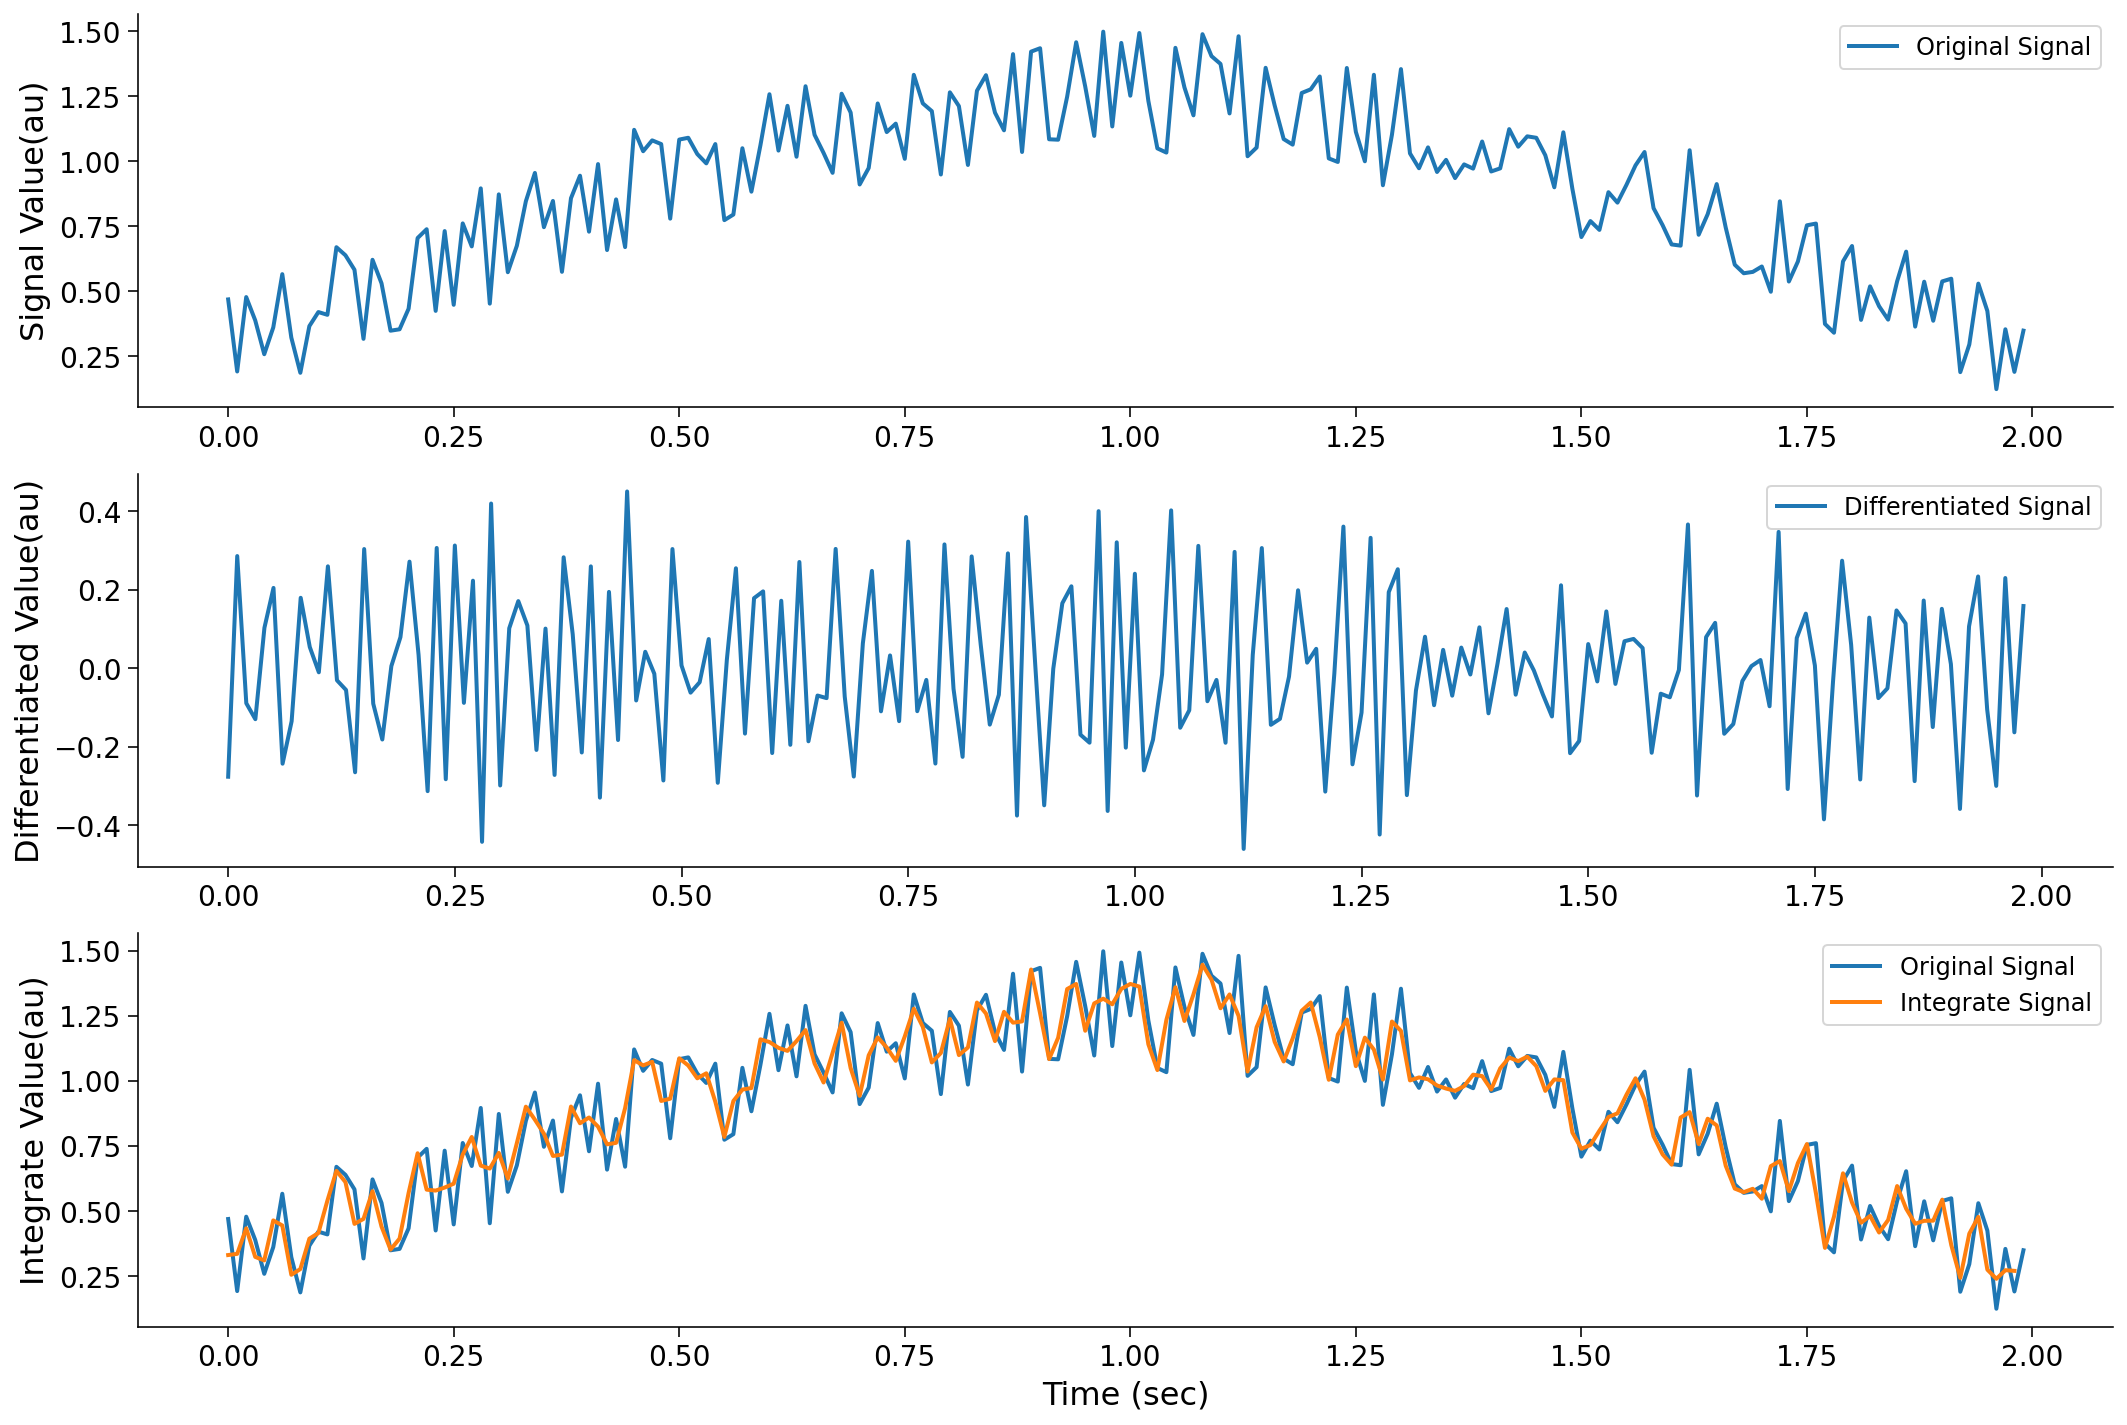 Signal Value(au)
1.50
1.25
1.00
0.75
0.50
0.25
Original Signal
0.00 0.25 0.50 0.75 1.00 1.25 1.50 1.75 2.00
Differentiated Value(au)
0.4
0.2
0.0
−0.2
−0.4
Differentiated Signal
0.00 0.25 0.50 0.75 1.00 1.25 1.50 1.75 2.00
Integrate Value(au)
1.50
1.25
1.00
0.75
0.50
0.25
Original Signal
Integrate Signal
0.00 0.25 0.50 0.75 1.00 1.25 1.50 1.75 2.00
Time (sec)